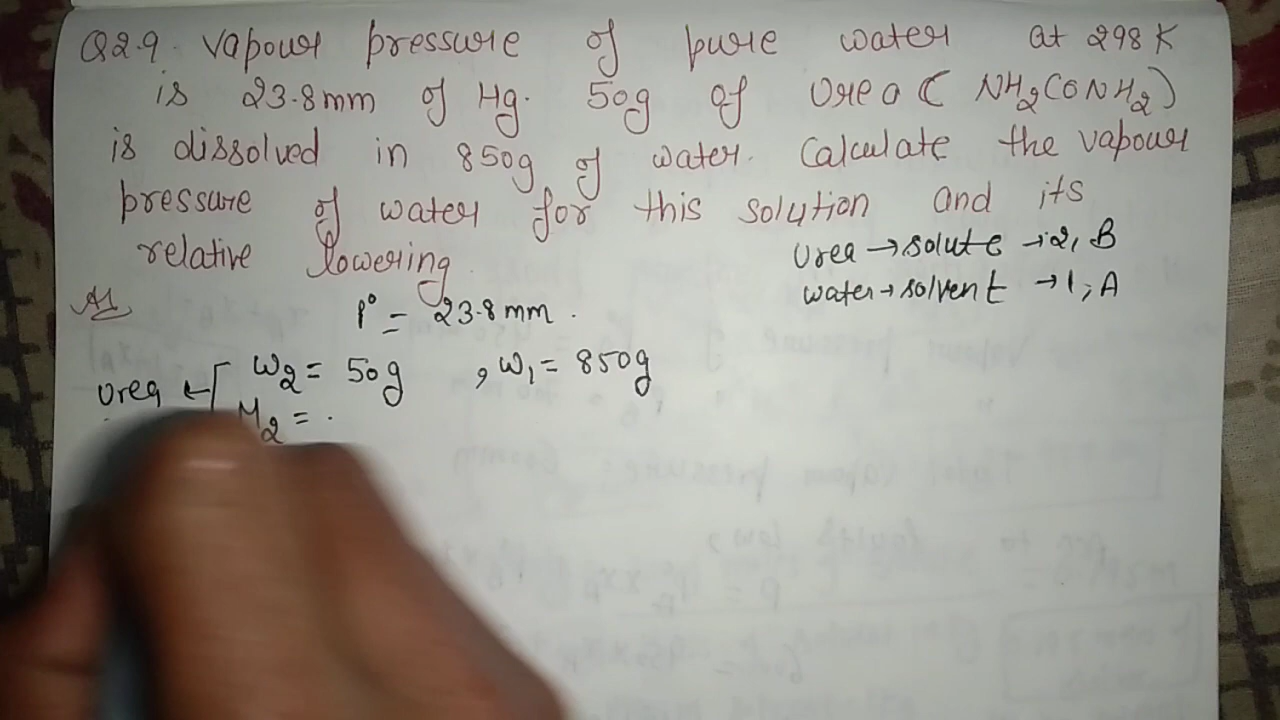 Q2.9. Vapour pressure of pure water at 298 K
is 23.8mm of Hg. 50g of Urea ( NH₂CONH₂)
is dissolved in 850g of water. Calculate the vapour
pressure of water for this solution and its
relative lowering.
Urea → solute → 2, B
water → solvent → 1, A
A1
P° = 23.8 mm.
Urea ← W₂ = 50g , W₁ = 850g
M₂ = .